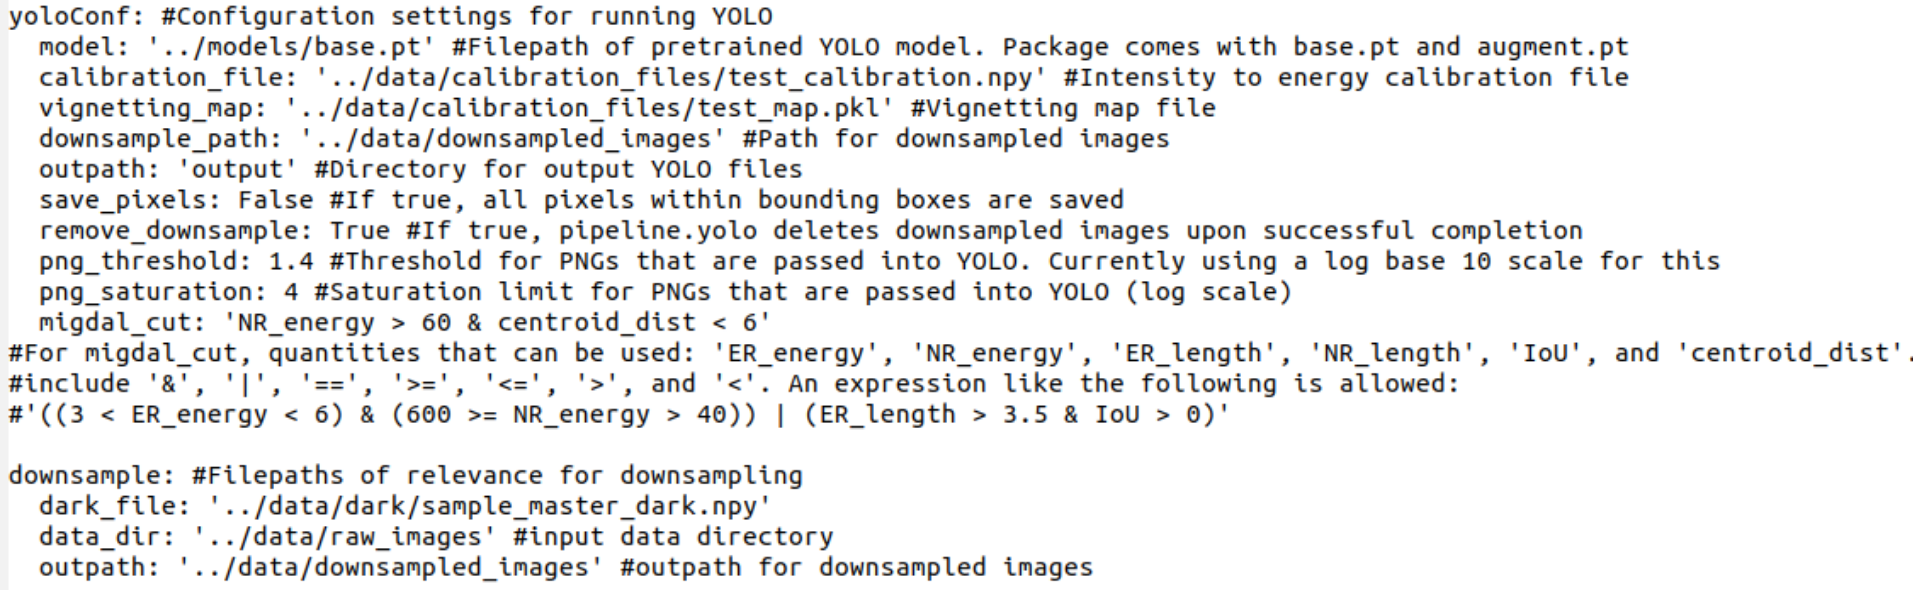 yoloConf: #Configuration settings for running YOLO
  model: '../models/base.pt' #Filepath of pretrained YOLO model. Package comes with base.pt and augment.pt
  calibration_file: '../data/calibration_files/test_calibration.npy' #Intensity to energy calibration file
  vignetting_map: '../data/calibration_files/test_map.pkl' #Vignetting map file
  downsample_path: '../data/downsampled_images' #Path for downsampled images
  outpath: 'output' #Directory for output YOLO files
  save_pixels: False #If true, all pixels within bounding boxes are saved
  remove_downsample: True #If true, pipeline.yolo deletes downsampled images upon successful completion
  png_threshold: 1.4 #Threshold for PNGs that are passed into YOLO. Currently using a log base 10 scale for this
  png_saturation: 4 #Saturation limit for PNGs that are passed into YOLO (log scale)
  migdal_cut: 'NR_energy > 60 & centroid_dist < 6'
#For migdal_cut, quantities that can be used: 'ER_energy', 'NR_energy', 'ER_length', 'NR_length', 'IoU', and 'centroid_dist'.
#include '&', '|', '==', '>=', '<=', '>', and '<'. An expression like the following is allowed:
#'((3 < ER_energy < 6) & (600 >= NR_energy > 40)) | (ER_length > 3.5 & IoU > 0)'

downsample: #Filepaths of relevance for downsampling
  dark_file: '../data/dark/sample_master_dark.npy'
  data_dir: '../data/raw_images' #input data directory
  outpath: '../data/downsampled_images' #outpath for downsampled images